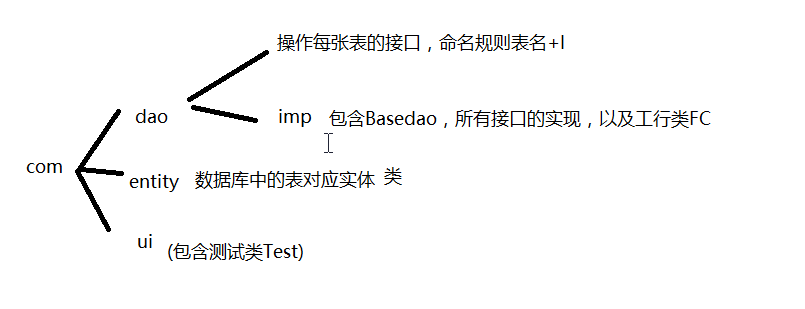 操作每张表的接口，命名规则表名+I
dao
imp 包含Basedao，所有接口的实现，以及工行类FC
com
entity 数据库中的表对应实体 类
ui (包含测试类Test)